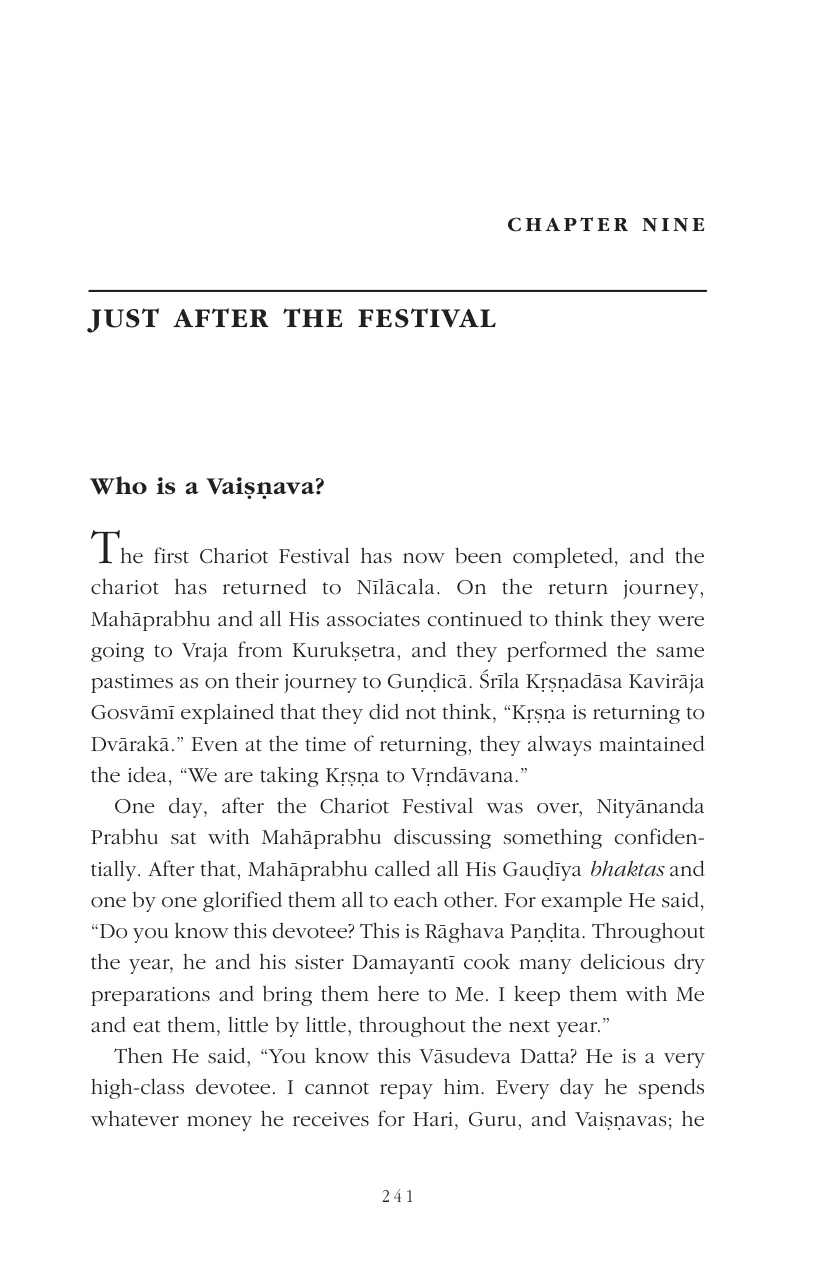 CHAPTER NINE
JUST AFTER THE FESTIVAL
Who is a Vaiṣṇava?
The first Chariot Festival has now been completed, and the
chariot has returned to Nīlācala. On the return journey,
Mahāprabhu and all His associates continued to think they were
going to Vraja from Kurukṣetra, and they performed the same
pastimes as on their journey to Guṇḍicā. Śrīla Kṛṣṇadāsa Kavirāja
Gosvāmī explained that they did not think, “Kṛṣṇa is returning to
Dvārakā.” Even at the time of returning, they always maintained
the idea, “We are taking Kṛṣṇa to Vṛndāvana.”
One day, after the Chariot Festival was over, Nityānanda
Prabhu sat with Mahāprabhu discussing something confiden-
tially. After that, Mahāprabhu called all His Gauḍīya bhaktas and
one by one glorified them all to each other. For example He said,
“Do you know this devotee? This is Rāghava Paṇḍita. Throughout
the year, he and his sister Damayantī cook many delicious dry
preparations and bring them here to Me. I keep them with Me
and eat them, little by little, throughout the next year.”
Then He said, “You know this Vāsudeva Datta? He is a very
high-class devotee. I cannot repay him. Every day he spends
whatever money he receives for Hari, Guru, and Vaiṣṇavas; he
241